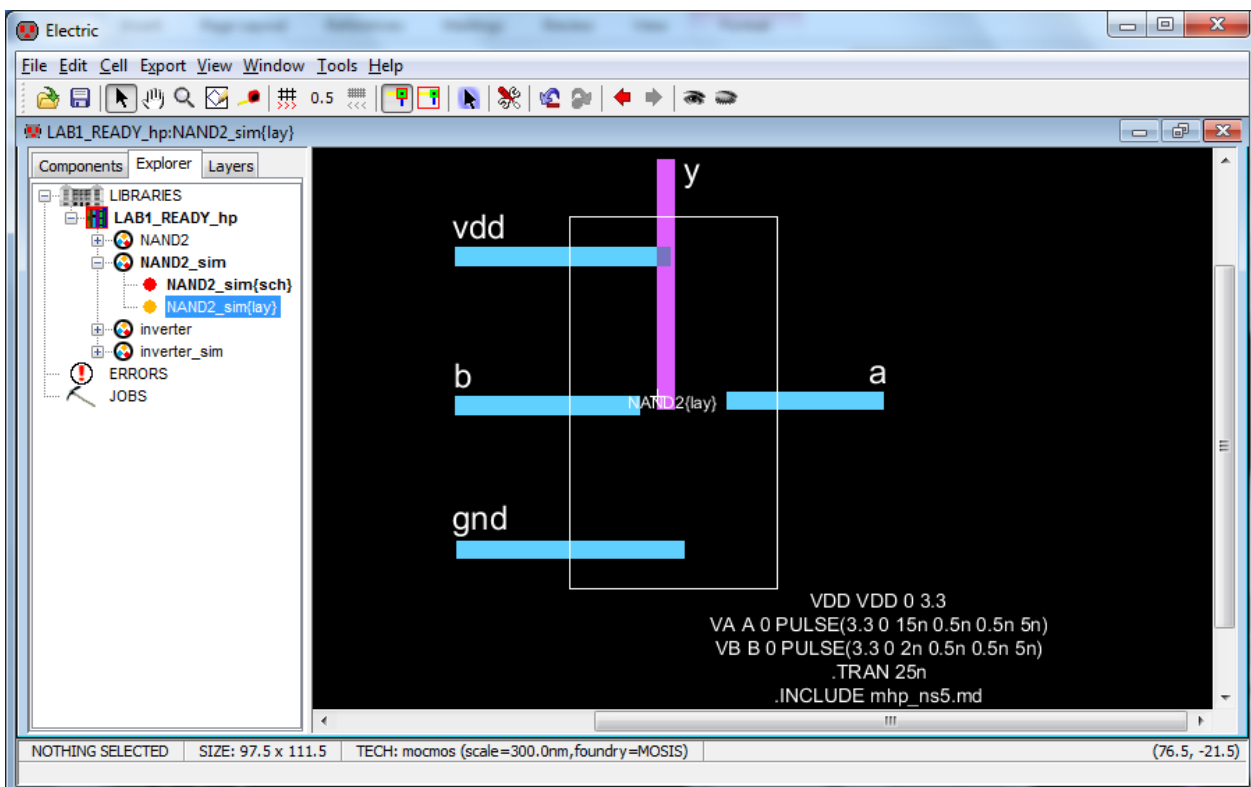 Electric
File Edit Cell Export View Window Tools Help
0.5
LAB1_READY_hp:NAND2_sim{lay}
Components Explorer Layers
LIBRARIES
LAB1_READY_hp
NAND2
NAND2_sim
NAND2_sim{sch}
NAND2_sim{lay}
inverter
inverter_sim
ERRORS
JOBS
y
vdd
b
a
NAND2{lay}
gnd
VDD VDD 0 3.3
VA A 0 PULSE(3.3 0 15n 0.5n 0.5n 5n)
VB B 0 PULSE(3.3 0 2n 0.5n 0.5n 5n)
.TRAN 25n
.INCLUDE mhp_ns5.md
NOTHING SELECTED SIZE: 97.5 x 111.5 TECH: mocmos (scale=300.0nm,foundry=MOSIS) (76.5, -21.5)